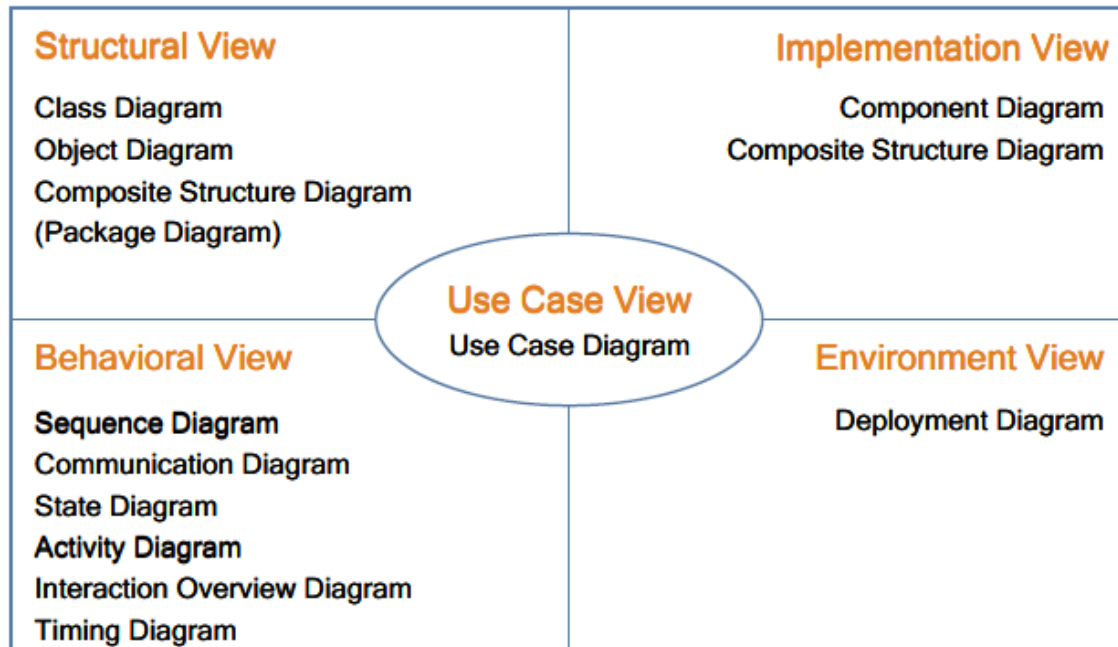 Structural View
Class Diagram
Object Diagram
Composite Structure Diagram
(Package Diagram)
Implementation View
Component Diagram
Composite Structure Diagram
Use Case View
Use Case Diagram
Behavioral View
Sequence Diagram
Communication Diagram
State Diagram
Activity Diagram
Interaction Overview Diagram
Timing Diagram
Environment View
Deployment Diagram